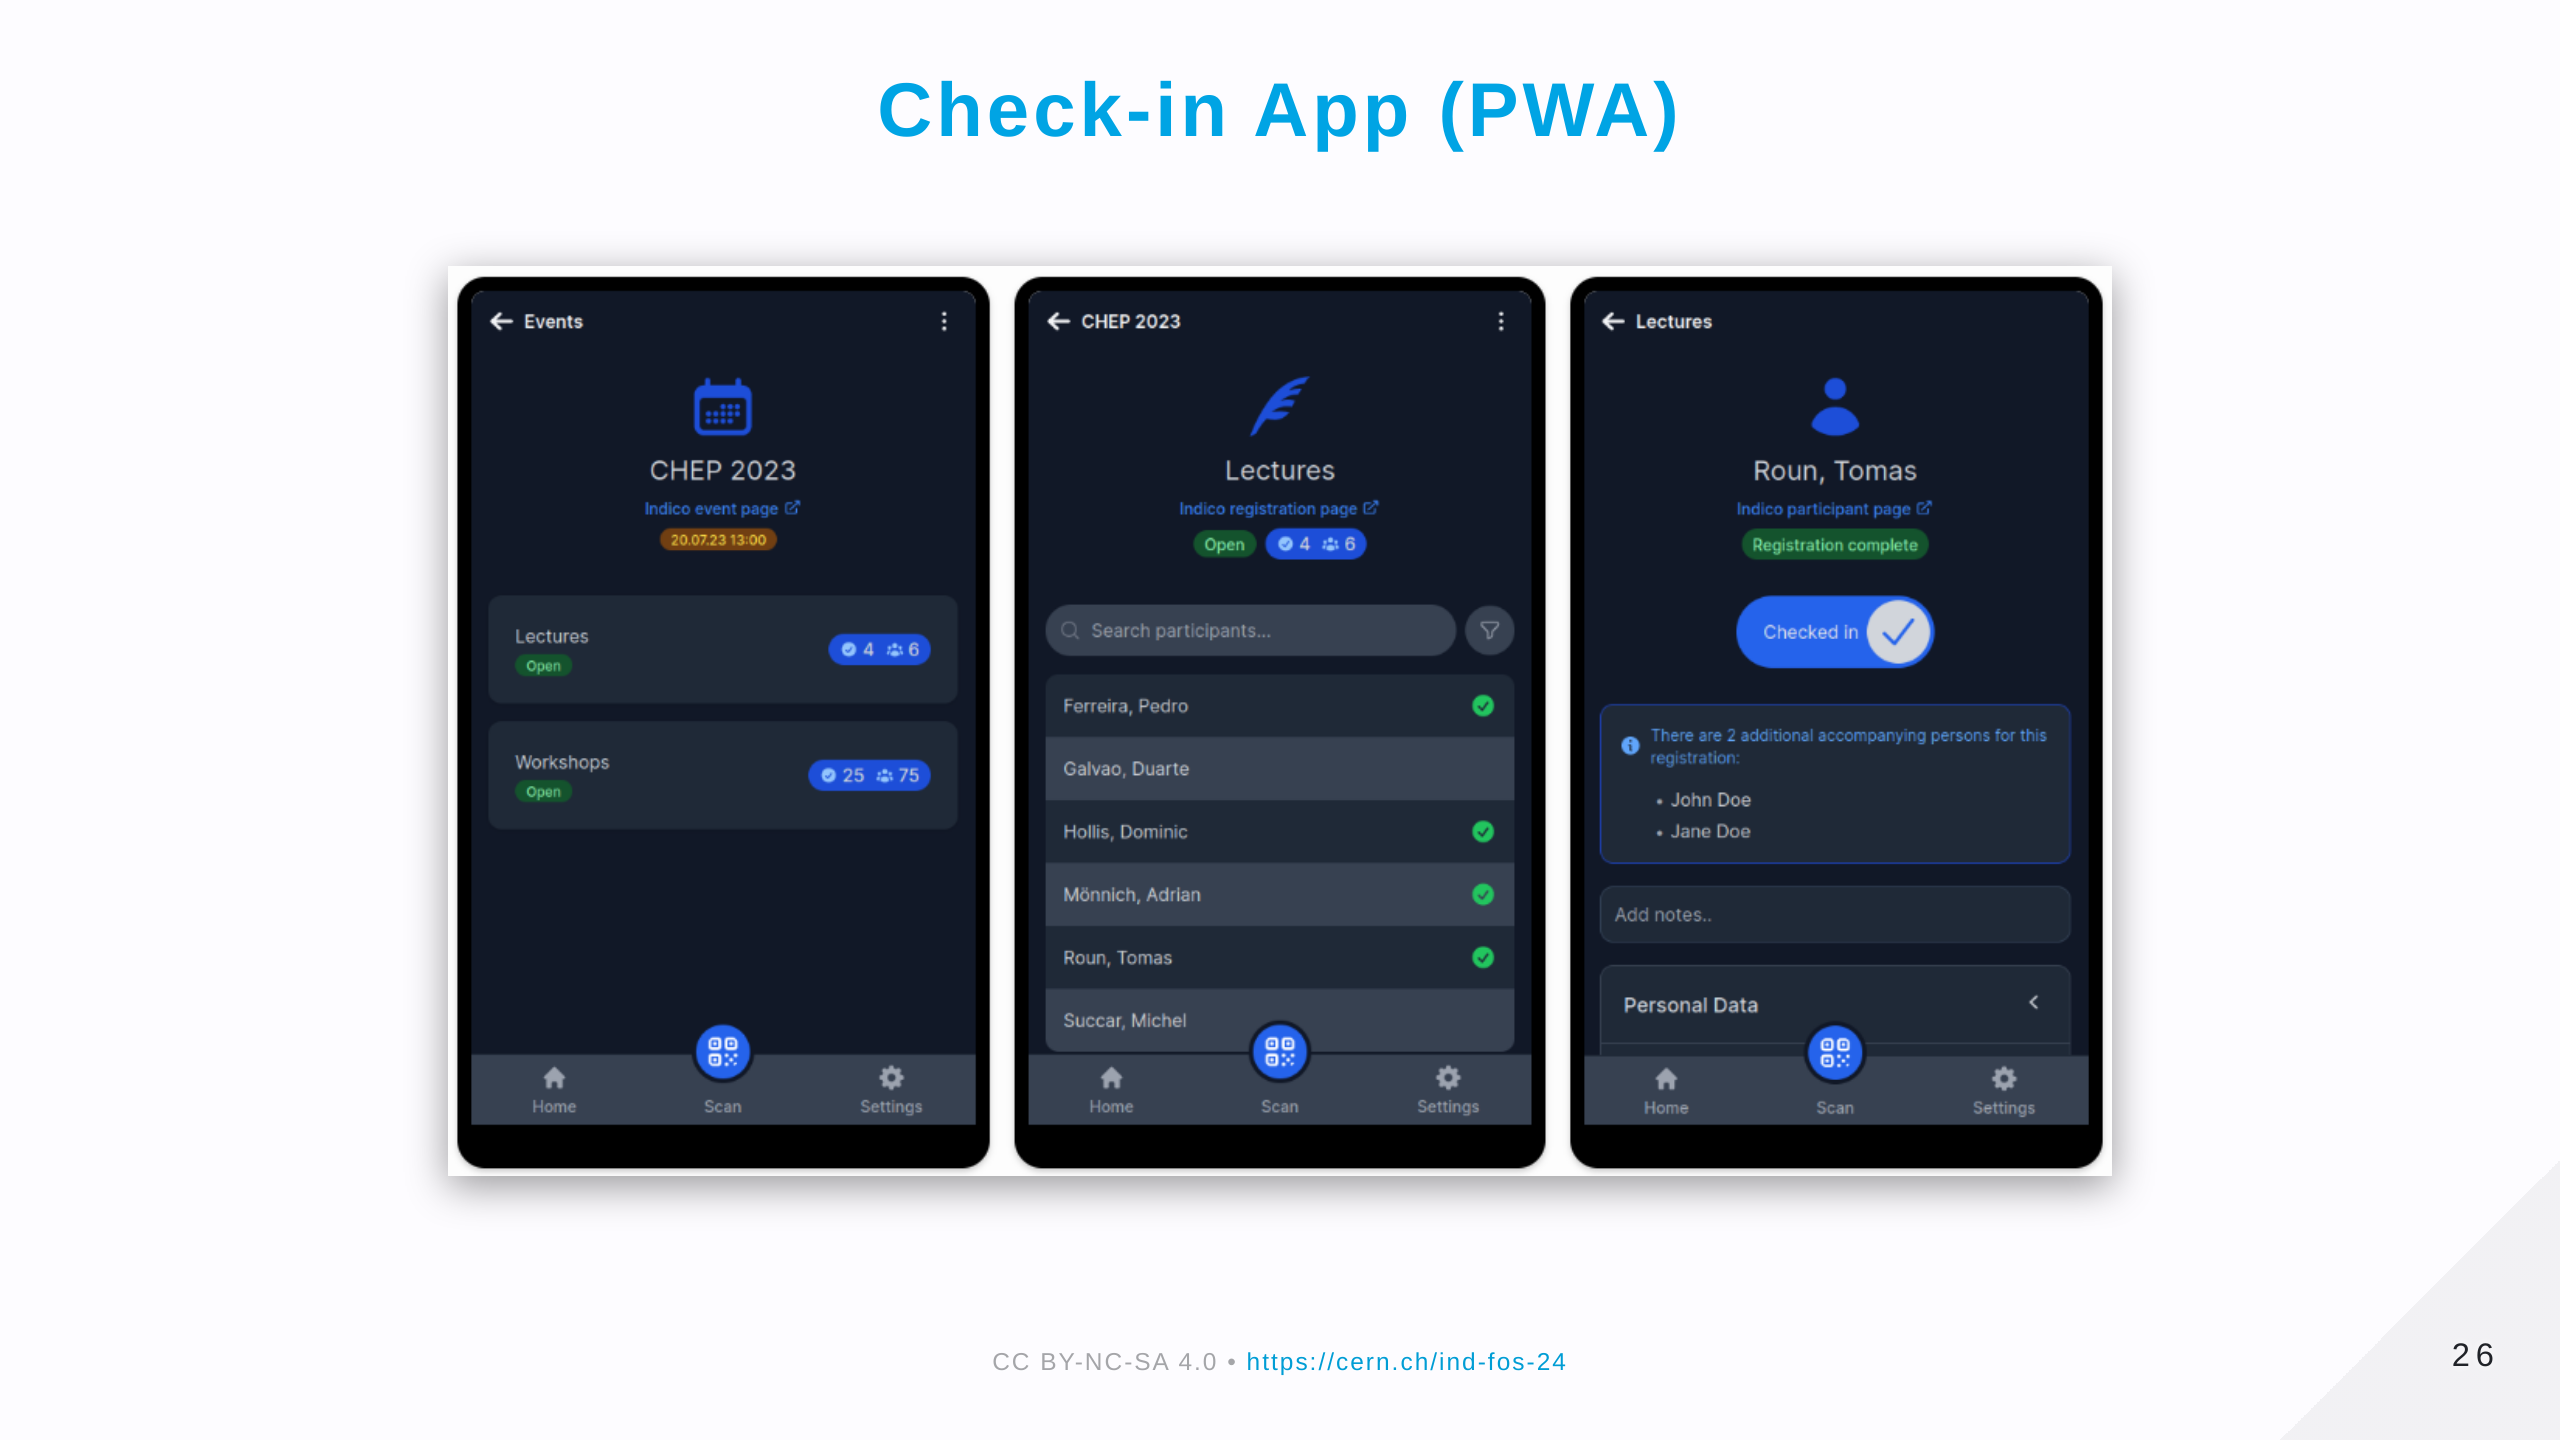 Check-in App (PWA)
Events
CHEP 2023
Indico event page
20.07.23 13:00
Lectures
Open
4 6
Workshops
Open
25 75
Home
Scan
Settings
CHEP 2023
Lectures
Indico registration page
Open 4 6
Search participants...
Ferreira, Pedro
Galvao, Duarte
Hollis, Dominic
Mönnich, Adrian
Roun, Tomas
Succar, Michel
Home
Scan
Settings
Lectures
Roun, Tomas
Indico participant page
Registration complete
Checked in
There are 2 additional accompanying persons for this
registration:
• John Doe
• Jane Doe
Add notes..
Personal Data
Home
Scan
Settings
CC BY-NC-SA 4.0 • https://cern.ch/ind-fos-24
26